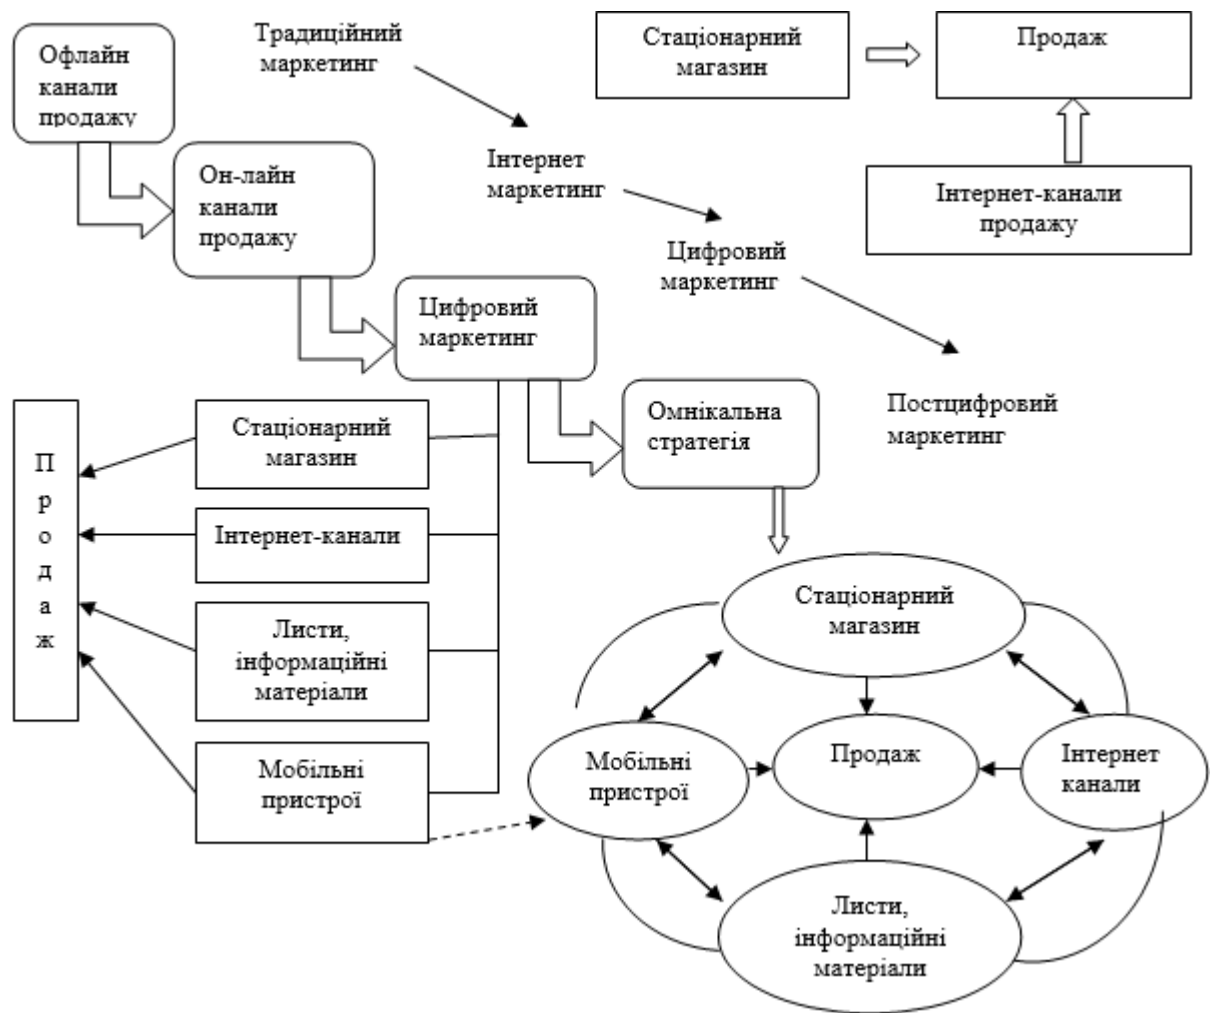 Офлайн
канали
продажу
Традиційний
маркетинг
Стаціонарний
магазин
Продаж
Он-лайн
канали
продажу
Інтернет
маркетинг
Інтернет-канали
продажу
Цифровий
маркетинг
Цифровий
маркетинг
Омнікальна
стратегія
Постцифровий
маркетинг
Продаж
Стаціонарний
магазин
Інтернет-канали
Листи,
інформаційні
матеріали
Мобільні
пристрої
Стаціонарний
магазин
Мобільні
пристрої
Продаж
Інтернет
канали
Листи,
інформаційні
матеріали